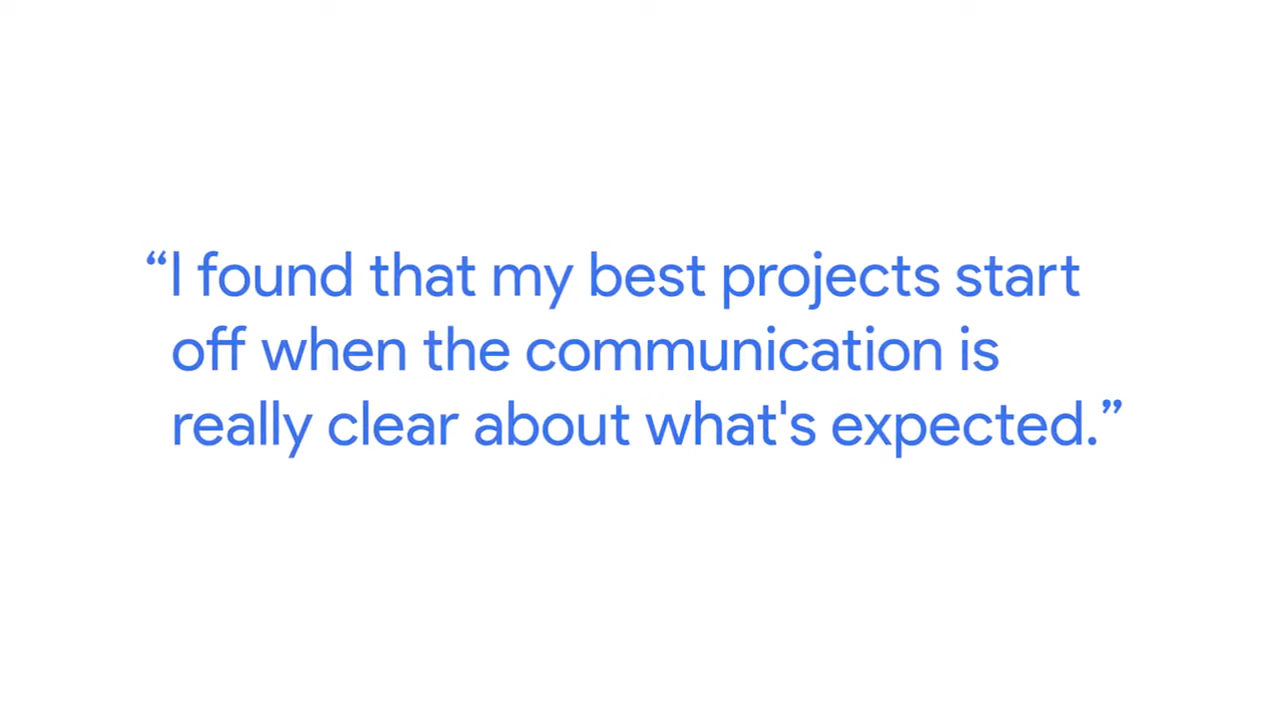 “I found that my best projects start
off when the communication is
really clear about what's expected.”